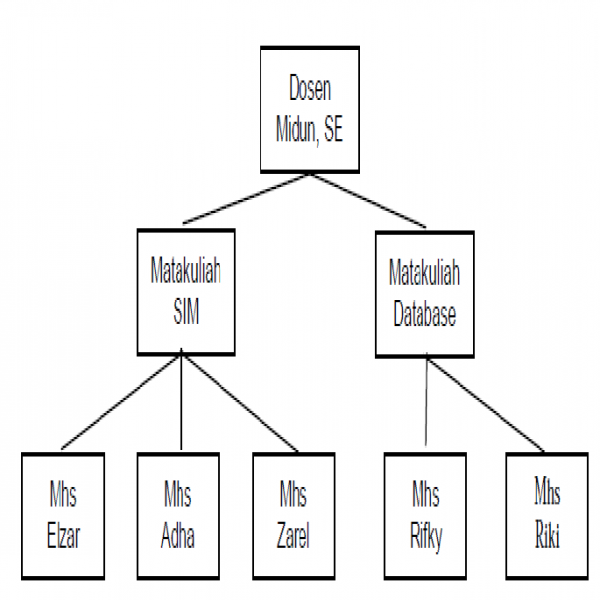 Dosen
Midun, SE
Matakuliah
SIM
Matakuliah
Database
Mhs
Elzar
Mhs
Adha
Mhs
Zarel
Mhs
Rifky
Mhs
Riki